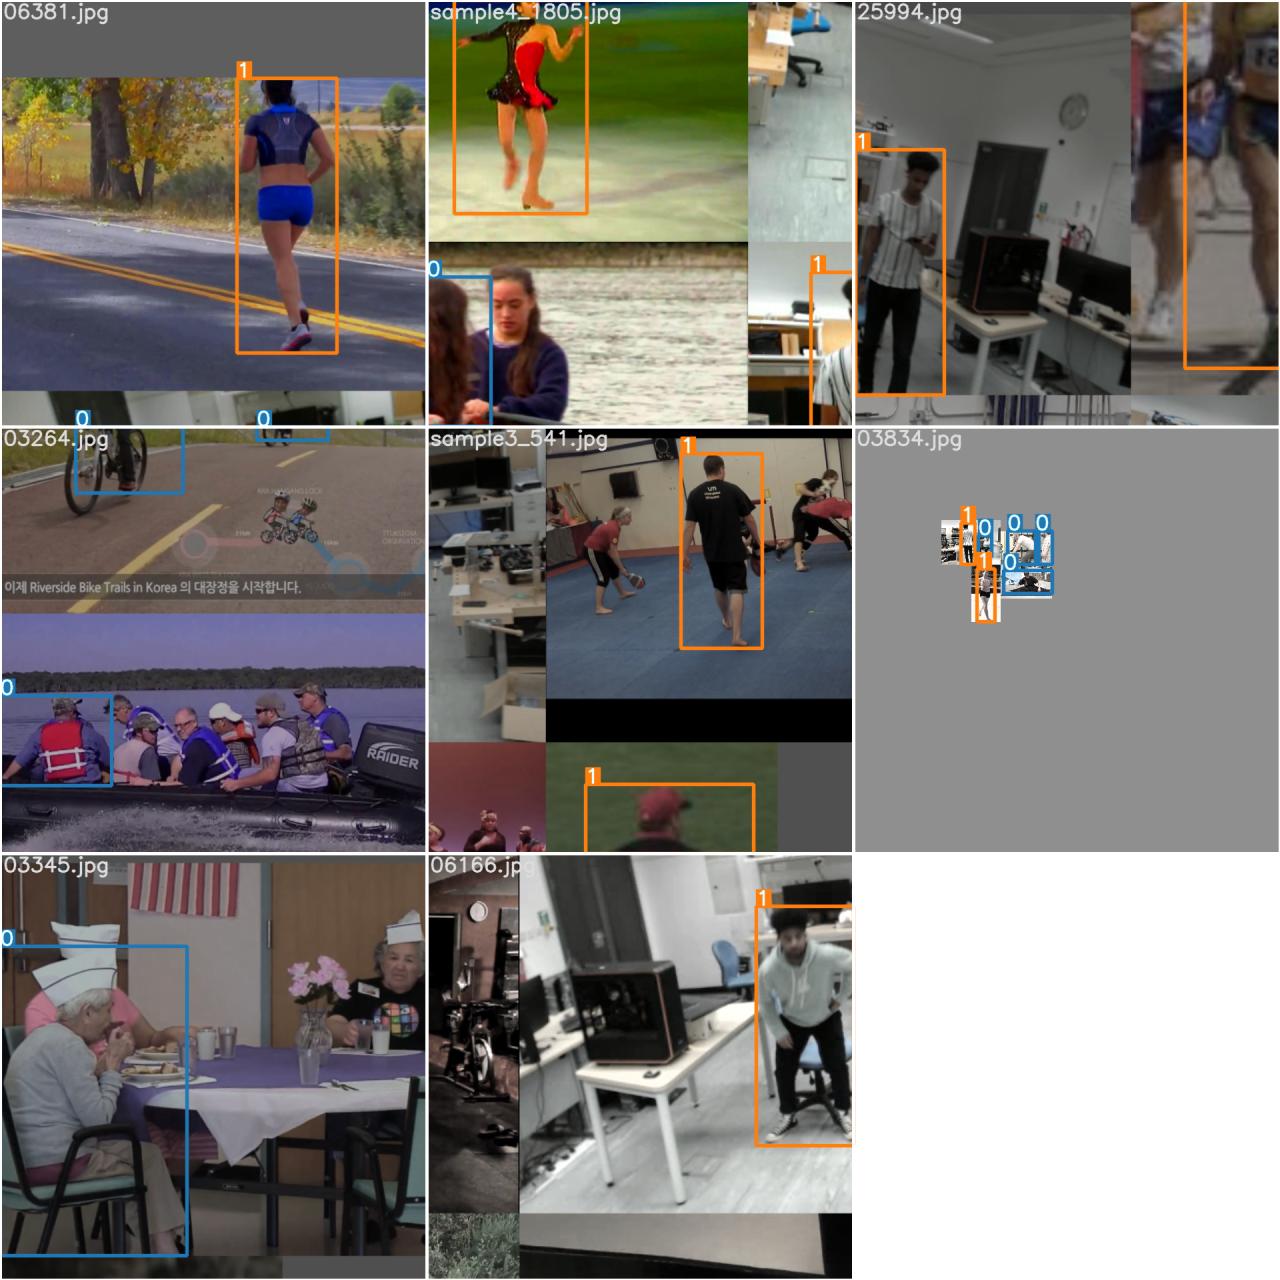 06381.jpg
1
sample4_1805.jpg
0
1
25994.jpg
1
03264.jpg
0
0
이제 Riverside Bike Trails in Korea 의 대장정을 시작합니다.
0
RAIDER
sample3_541.jpg
1
1
03834.jpg
1
0
0
0
1
0
03345.jpg
0
06166.jpg
1